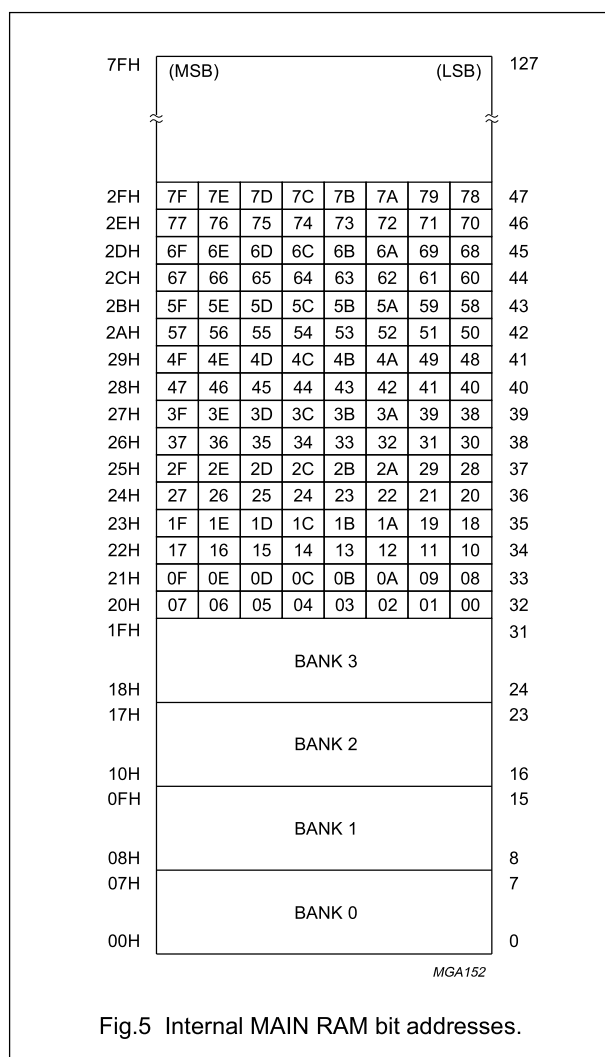 7FH (MSB) (LSB) 127
2FH 7F 7E 7D 7C 7B 7A 79 78 47
2EH 77 76 75 74 73 72 71 70 46
2DH 6F 6E 6D 6C 6B 6A 69 68 45
2CH 67 66 65 64 63 62 61 60 44
2BH 5F 5E 5D 5C 5B 5A 59 58 43
2AH 57 56 55 54 53 52 51 50 42
29H 4F 4E 4D 4C 4B 4A 49 48 41
28H 47 46 45 44 43 42 41 40 40
27H 3F 3E 3D 3C 3B 3A 39 38 39
26H 37 36 35 34 33 32 31 30 38
25H 2F 2E 2D 2C 2B 2A 29 28 37
24H 27 26 25 24 23 22 21 20 36
23H 1F 1E 1D 1C 1B 1A 19 18 35
22H 17 16 15 14 13 12 11 10 34
21H 0F 0E 0D 0C 0B 0A 09 08 33
20H 07 06 05 04 03 02 01 00 32
1FH 31
BANK 3
18H 24
17H 23
BANK 2
10H 16
0FH 15
BANK 1
08H 8
07H 7
BANK 0
00H 0
MGA152
Fig.5 Internal MAIN RAM bit addresses.